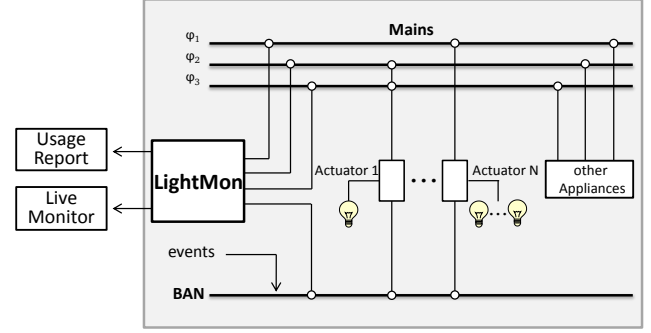 Mains
φ1
φ2
φ3
Usage
Report
LightMon
Live
Monitor
Actuator 1
Actuator N
other
Appliances
events
BAN